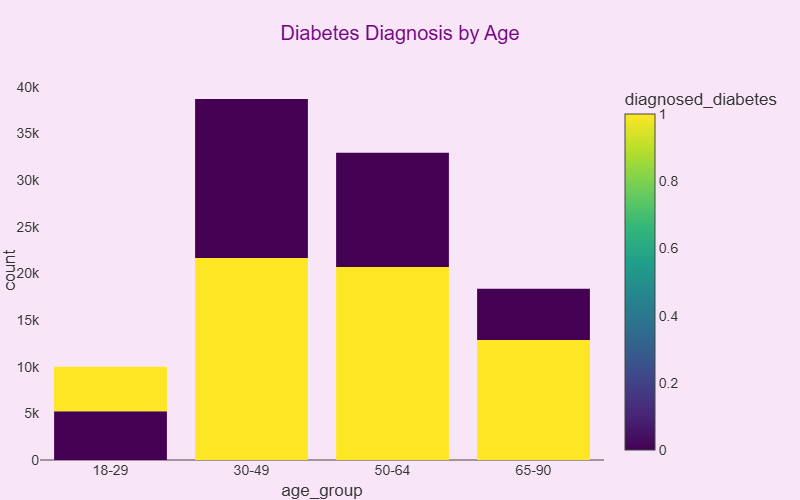 Diabetes Diagnosis by Age
40k
35k
30k
25k
20k
15k
10k
5k
0
count
18-29
30-49
50-64
65-90
age_group
diagnosed_diabetes
1
0.8
0.6
0.4
0.2
0